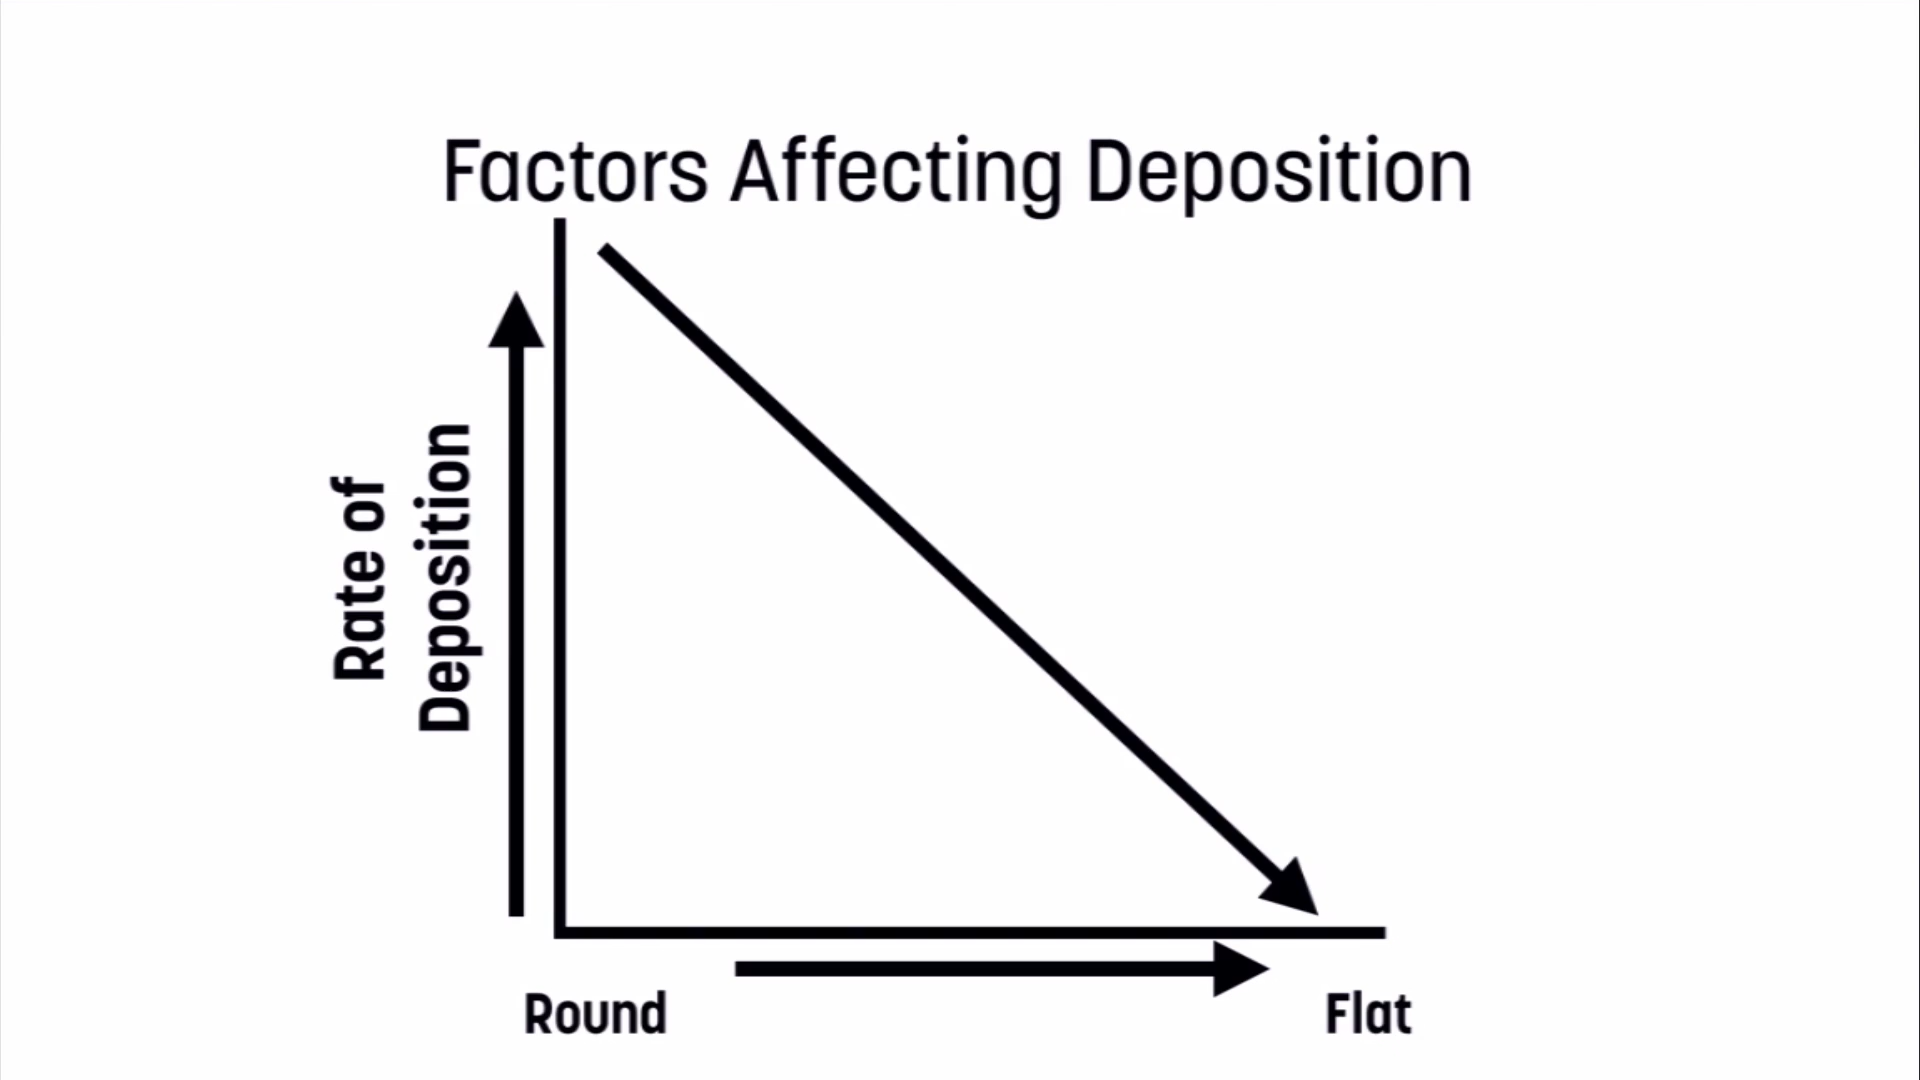 Factors Affecting Deposition
Rate of
Deposition
Round
Flat